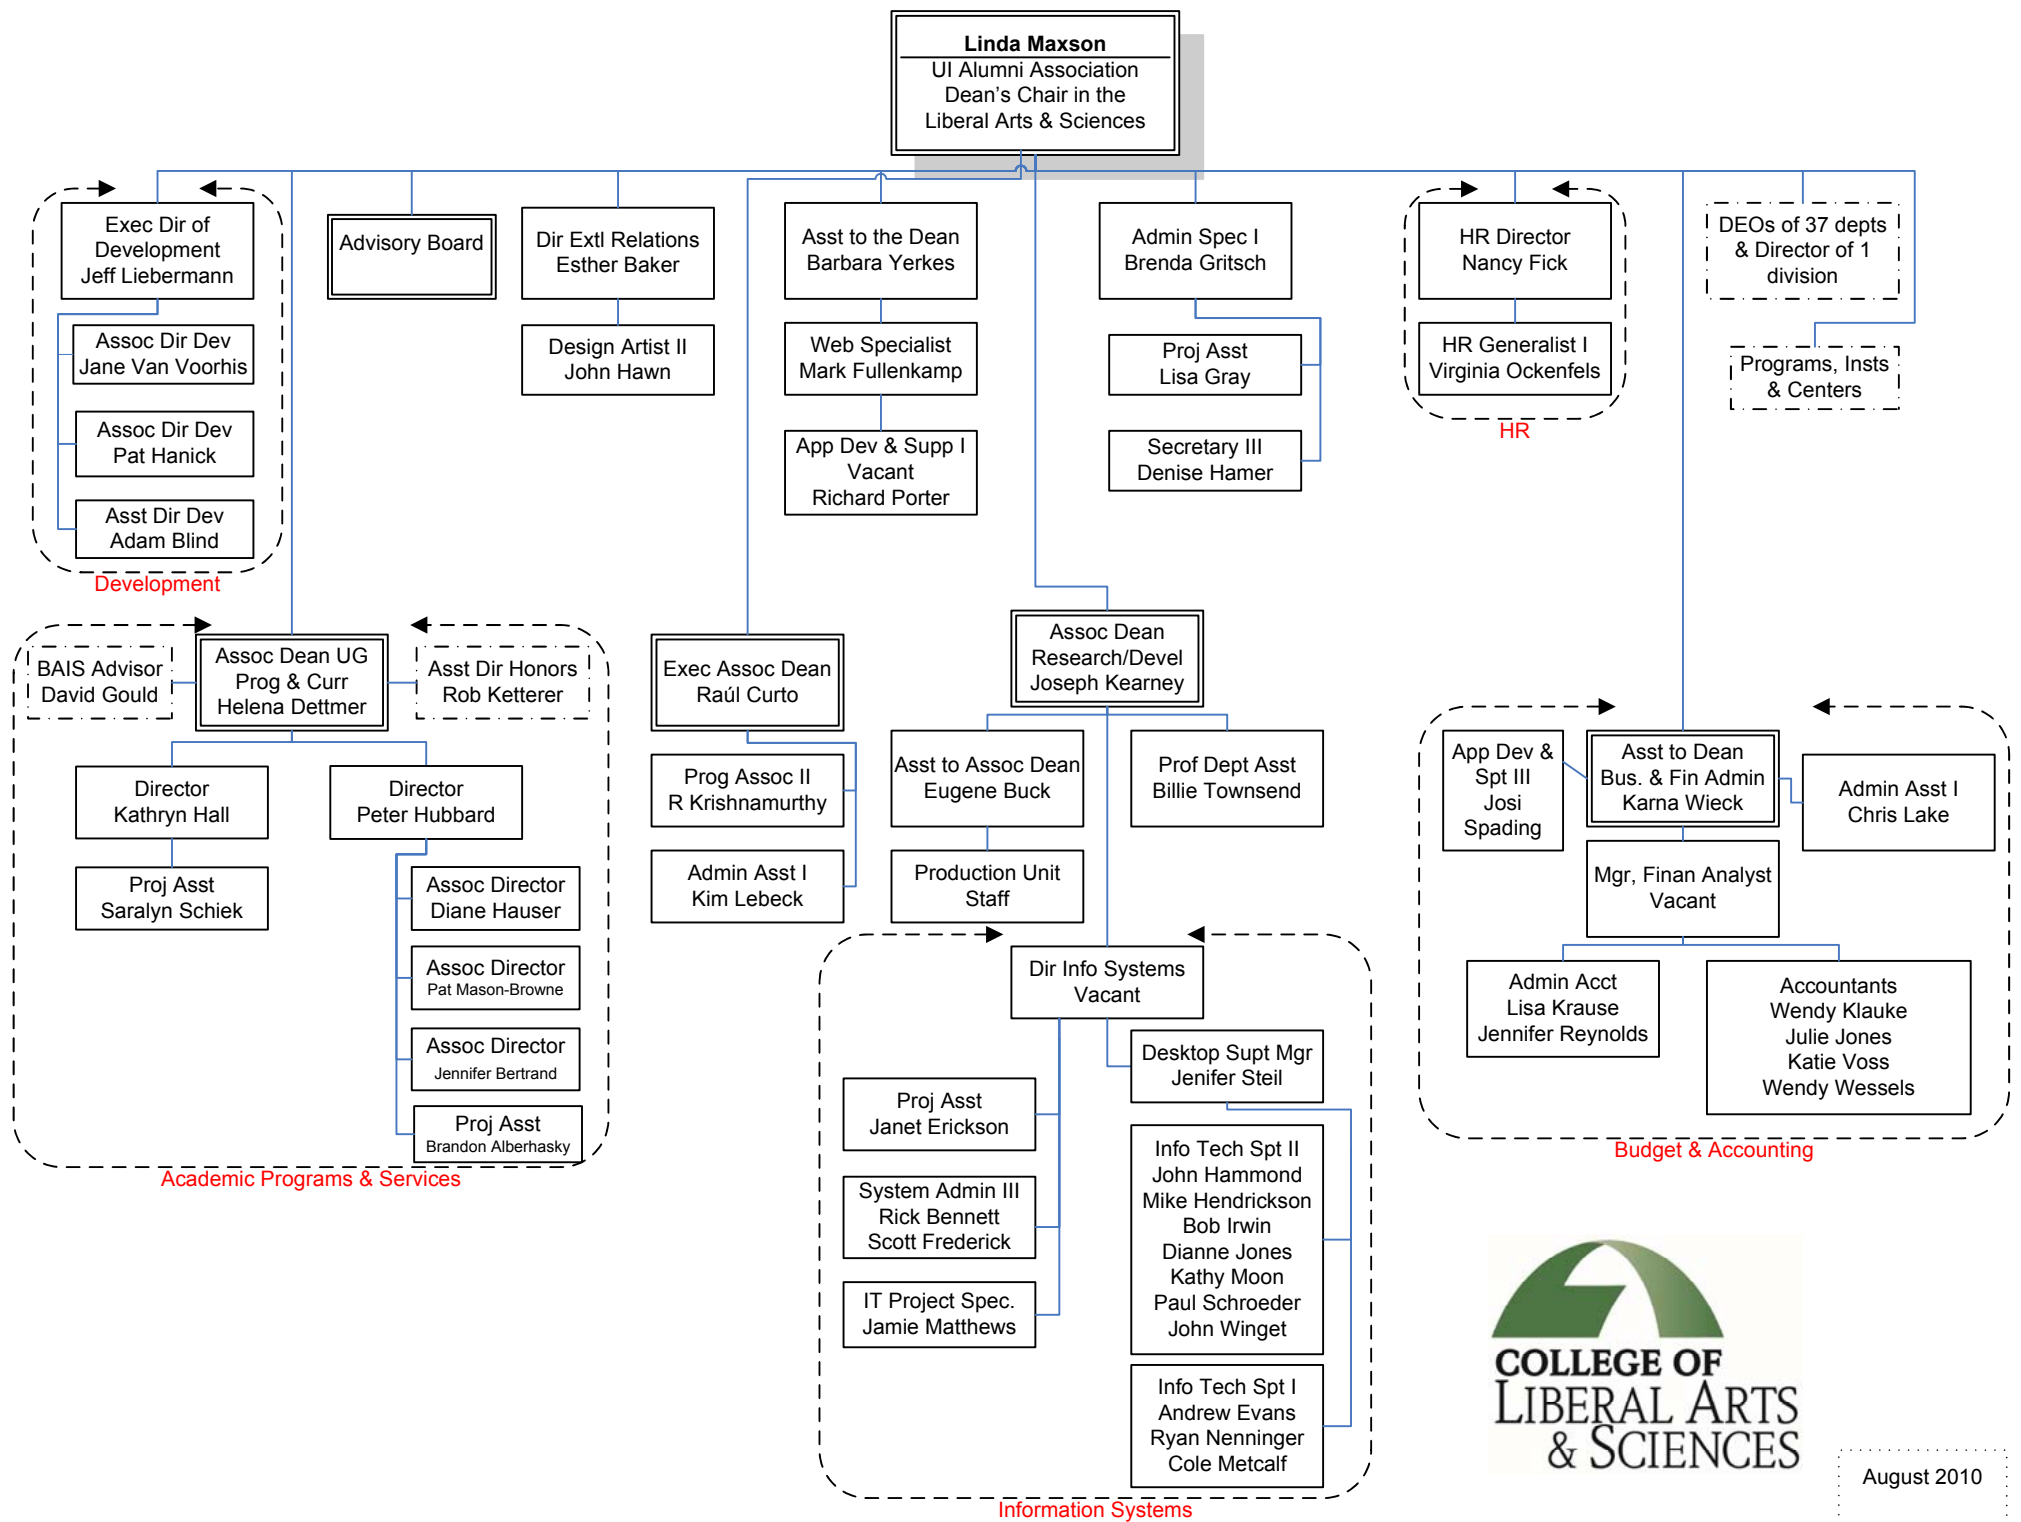 Linda Maxson
UI Alumni Association
Dean's Chair in the
Liberal Arts & Sciences
Exec Dir of
Development
Jeff Liebermann
Assoc Dir Dev
Jane Van Voorhis
Assoc Dir Dev
Pat Hanick
Asst Dir Dev
Adam Blind
Development
Advisory Board
Dir Extl Relations
Esther Baker
Design Artist II
John Hawn
Asst to the Dean
Barbara Yerkes
Web Specialist
Mark Fullenkamp
App Dev & Supp I
Vacant
Richard Porter
Admin Spec I
Brenda Gritsch
Proj Asst
Lisa Gray
Secretary III
Denise Hamer
HR Director
Nancy Fick
HR Generalist I
Virginia Ockenfels
HR
DEOs of 37 depts
& Director of 1
division
Programs, Insts
& Centers
BAIS Advisor
David Gould
Assoc Dean UG
Prog & Curr
Helena Dettmer
Asst Dir Honors
Rob Ketterer
Director
Kathryn Hall
Proj Asst
Saralyn Schiek
Director
Peter Hubbard
Assoc Director
Diane Hauser
Assoc Director
Pat Mason-Browne
Assoc Director
Jennifer Bertrand
Proj Asst
Brandon Alberhasky
Academic Programs & Services
Exec Assoc Dean
Raúl Curto
Prog Assoc II
R Krishnamurthy
Admin Asst I
Kim Lebeck
Assoc Dean
Research/Devel
Joseph Kearney
Asst to Assoc Dean
Eugene Buck
Production Unit
Staff
Prof Dept Asst
Billie Townsend
Dir Info Systems
Vacant
Proj Asst
Janet Erickson
System Admin III
Rick Bennett
Scott Frederick
IT Project Spec.
Jamie Matthews
Desktop Supt Mgr
Jenifer Steil
Info Tech Spt II
John Hammond
Mike Hendrickson
Bob Irwin
Dianne Jones
Kathy Moon
Paul Schroeder
John Winget
Info Tech Spt I
Andrew Evans
Ryan Nenninger
Cole Metcalf
Information Systems
App Dev &
Spt III
Josi
Spading
Asst to Dean
Bus. & Fin Admin
Karna Wieck
Admin Asst I
Chris Lake
Mgr, Finan Analyst
Vacant
Admin Acct
Lisa Krause
Jennifer Reynolds
Accountants
Wendy Klauke
Julie Jones
Katie Voss
Wendy Wessels
Budget & Accounting
COLLEGE OF
LIBERAL ARTS
& SCIENCES
August 2010